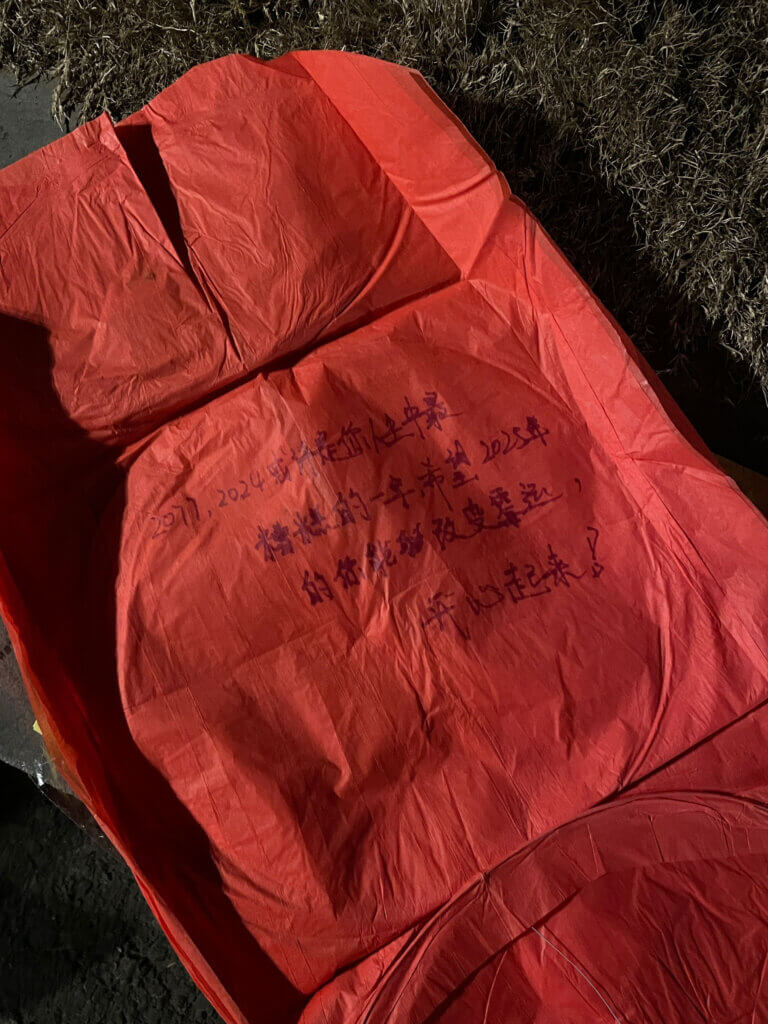 2077，2024或许是你人生中最
糟糕的一年希望2025年
的你能够改变霉运，
开心起来！